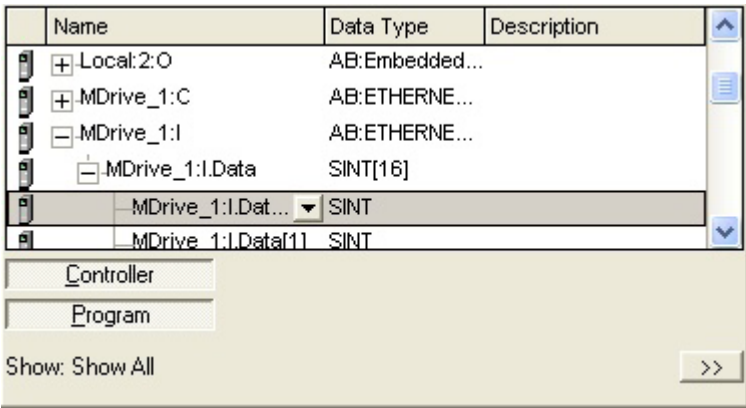 Name Data Type Description
Local:2:O AB:Embedded...
MDrive_1:C AB:ETHERNE...
MDrive_1:I AB:ETHERNE...
MDrive_1:I.Data SINT[16]
MDrive_1:I.Dat... SINT
MDrive_1:I.Data[1] SINT
Controller
Program
Show: Show All >>